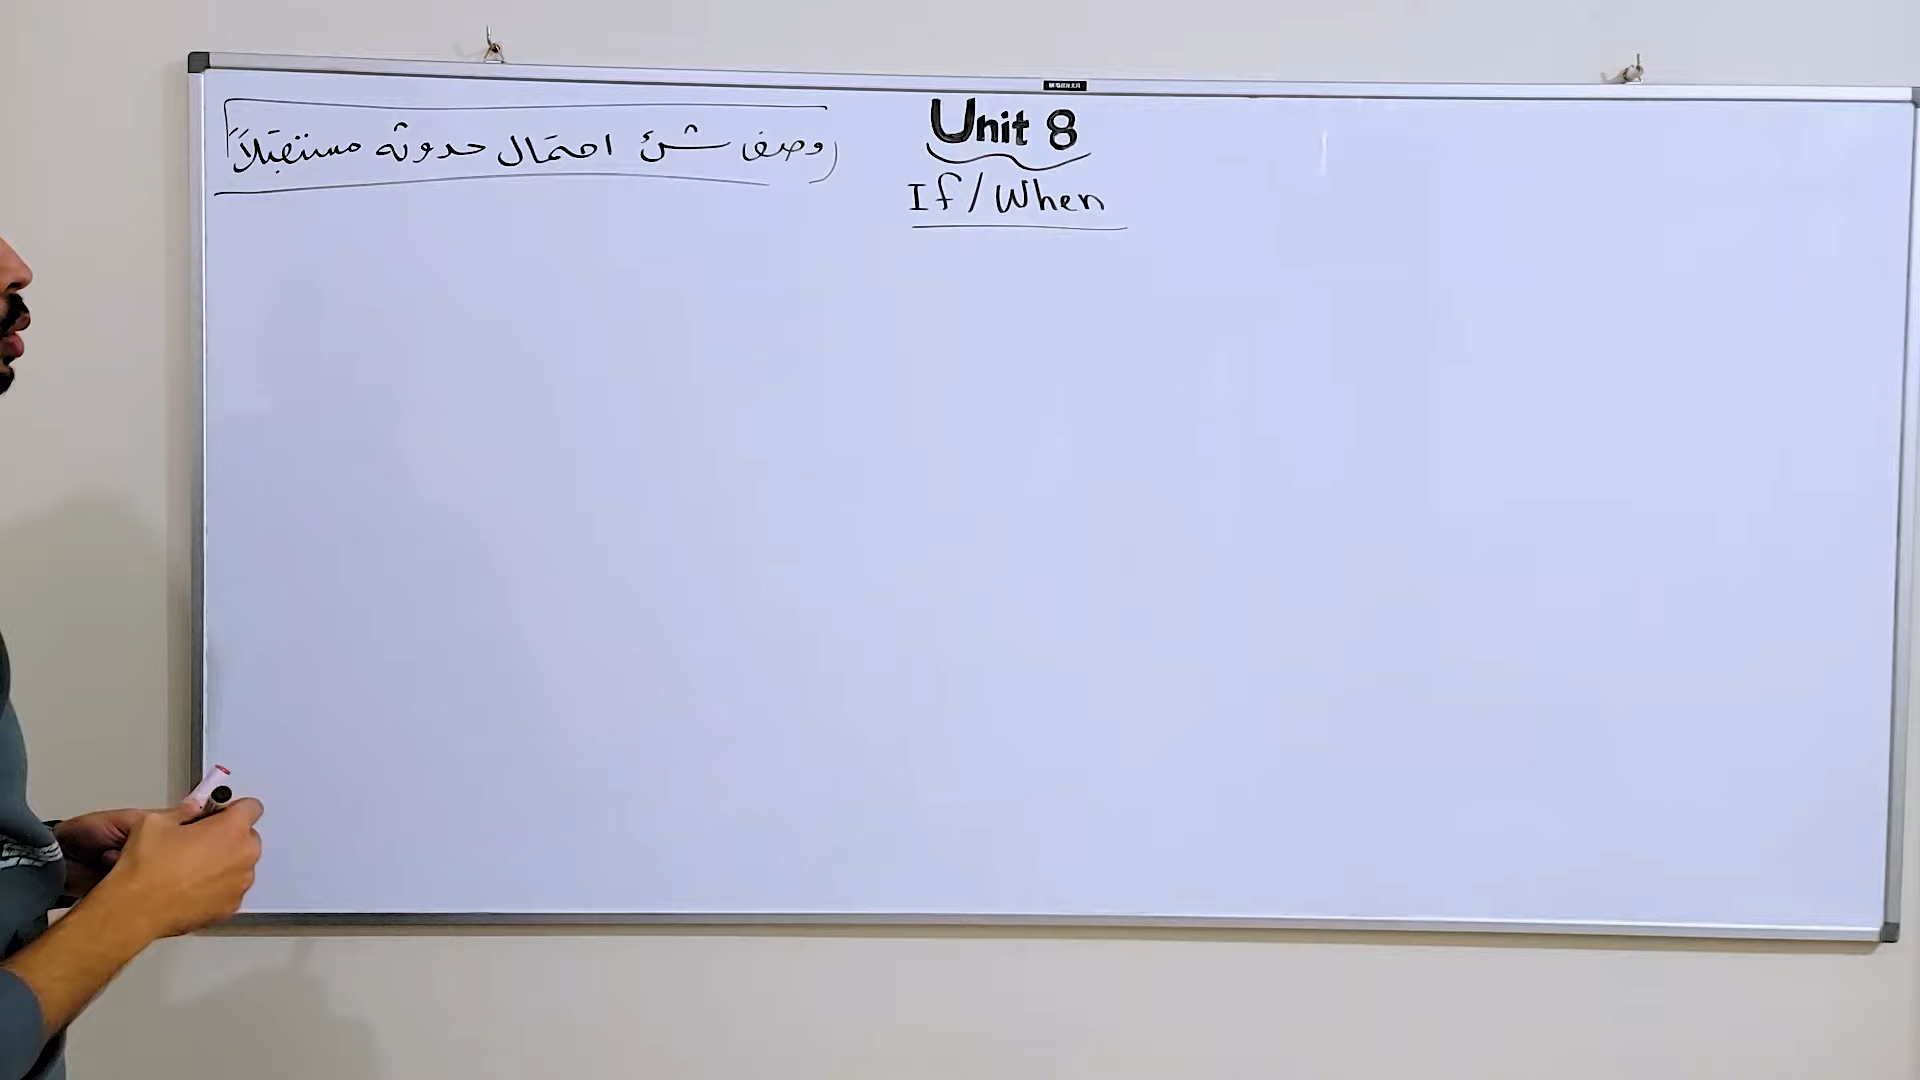 Unit 8
If / When
وصف شئ احتمال حدوثه مستقبلاً